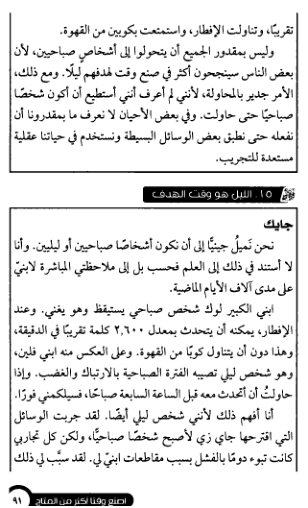 تقريبًا، وتناولت الإفطار، واستمتعت بكوبين من القهوة.
وليس بمقدور الجميع أن يتحولوا إلى أشخاصٍ صباحيين، لأن
بعض الناس سينجحون أكثر في صنع وقت لهدفهم ليلًا. ومع ذلك،
الأمر جدير بالمحاولة، لأنني لم أعرف أنني أستطيع أن أكون شخصًا
صباحيًا حتى حاولت. وفي بعض الأحيان لا نعرف ما بمقدورنا أن
نفعله حتى نطبق بعض الوسائل البسيطة ونستخدم في حياتنا عقلية
مستعدة للتجريب.
١٥. الليل هو وقت الهدف
جايك
نحن نَميلُ جينيًّا إلى أن نكون أشخاصًا صباحيين أو ليليين. وأنا
لا أستند في ذلك إلى العلم فحسب بل إلى ملاحظتي المباشرة لابنيّ
على مدى آلاف الأيام الماضية.
ابني الكبير لوك شخص صباحي يستيقظ وهو يغني. وعند
الإفطار، يمكنه أن يتحدث بمعدل ٢,٦٠٠ كلمة تقريبًا في الدقيقة،
وهذا دون أن يتناول كوبًا من القهوة. وعلى العكس منه ابني فلين،
وهو شخص ليلي تصيبه الفترة الصباحية بالارتباك والغضب. وإذا
حاولتُ أن أتحدث معه قبل الساعة السابعة صباحًا، فسيلكمني فورًا.
أنا أفهم ذلك لأنني شخص ليلي أيضًا. لقد جربت الوسائل
التي اقترحها جاي زي لأصبح شخصًا صباحيًّا، ولكن كل تجاربي
كانت تبوء دومًا بالفشل بسبب مقاطعات ابنيّ لي. لقد سبَّب لي ذلك
اصنع وقتا أكثر من المتاح ٩١